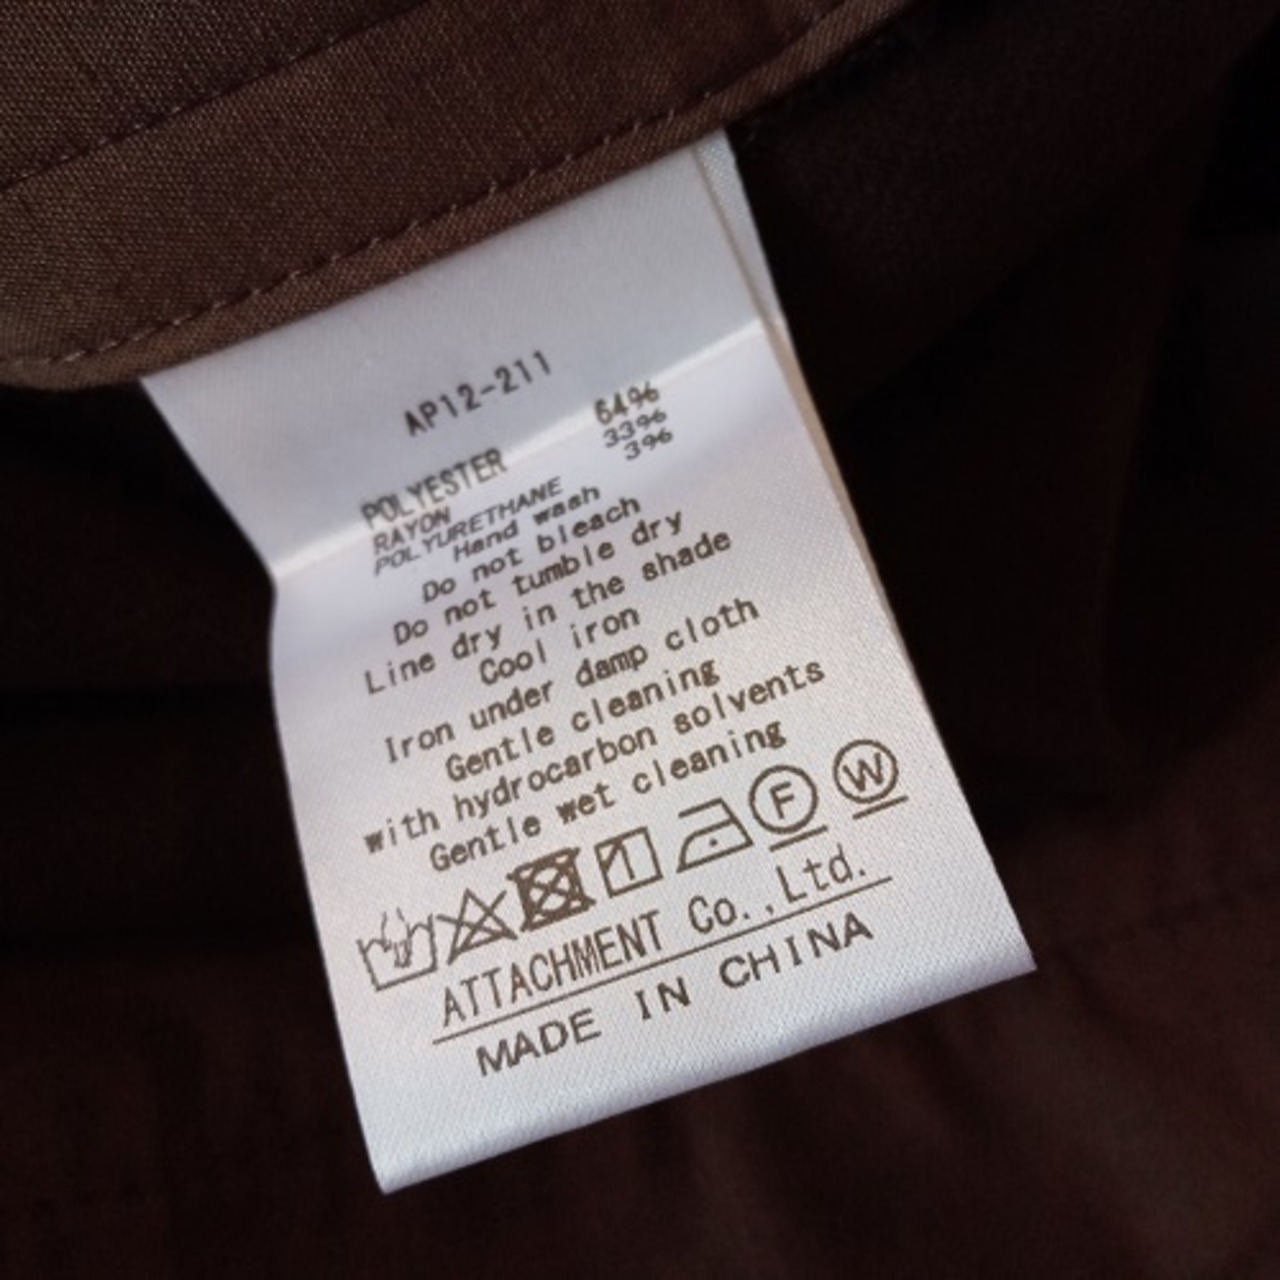 AP12-211
POLYESTER 64%
RAYON 33%
POLYURETHANE 3%
Hand wash
Do not bleach
Do not tumble dry
Line dry in the shade
Cool iron
Iron under damp cloth
Gentle cleaning
with hydrocarbon solvents
Gentle wet cleaning
F W
ATTACHMENT Co.,Ltd.
MADE IN CHINA